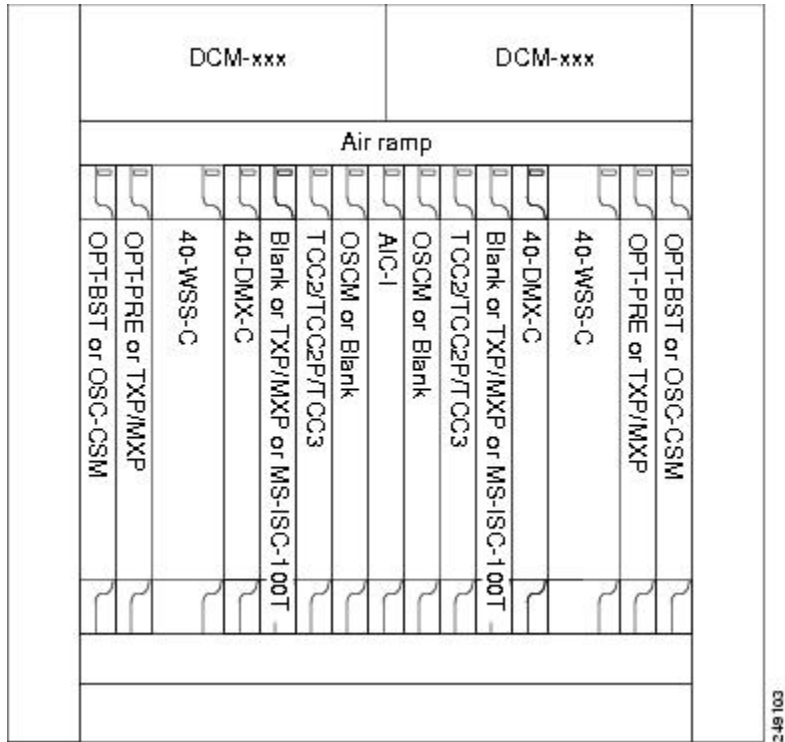 DCM-xxx
DCM-xxx
Air ramp
OPT-BST or OSC-CSM
OPT-PRE or TXP/MXP
40-WSS-C
40-DMX-C
Blank or TXP/MXP or MS-ISC-100T
TCC2/TCC2P/TCC3
OSCM or Blank
AIC-I
OSCM or Blank
TCC2/TCC2P/TCC3
Blank or TXP/MXP or MS-ISC-100T
40-DMX-C
40-WSS-C
OPT-PRE or TXP/MXP
OPT-BST or OSC-CSM
249103